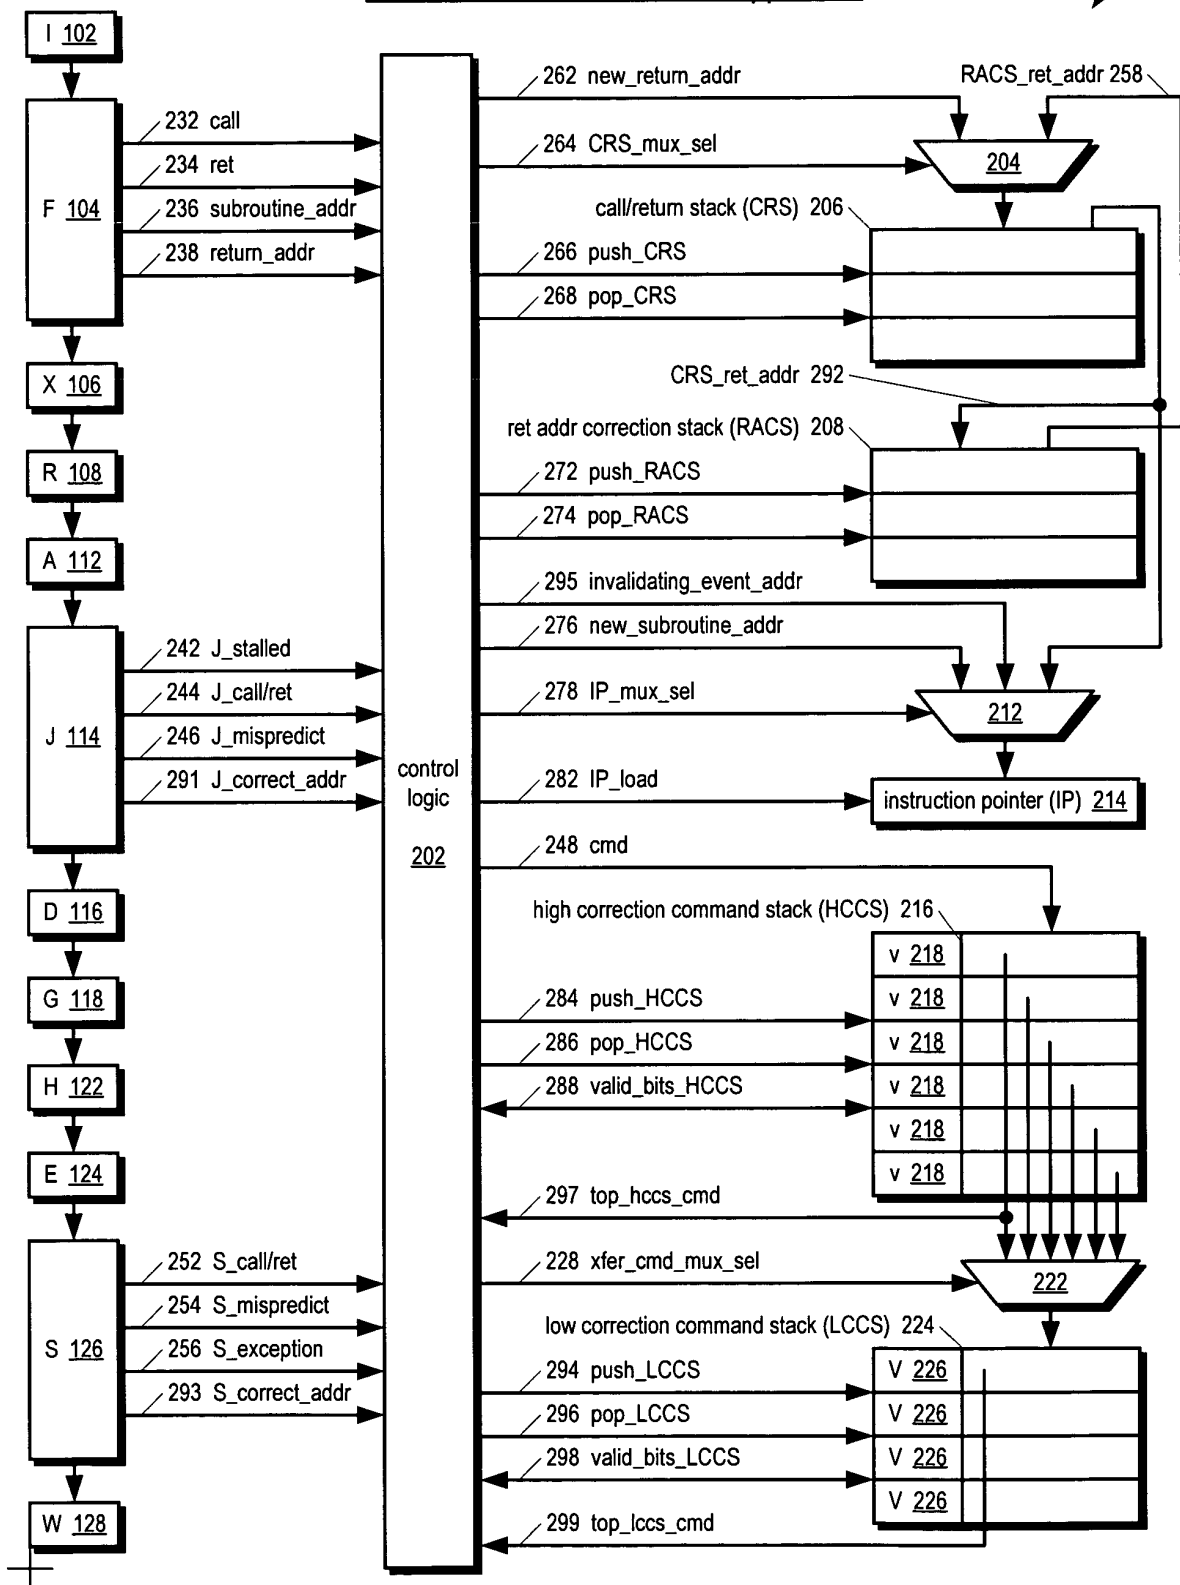 I 102
F 104
X 106
R 108
A 112
J 114
D 116
G 118
H 122
E 124
S 126
W 128
232 call
234 ret
236 subroutine_addr
238 return_addr
242 J_stalled
244 J_call/ret
246 J_mispredict
291 J_correct_addr
252 S_call/ret
254 S_mispredict
256 S_exception
293 S_correct_addr
control
logic
202
262 new_return_addr
RACS_ret_addr 258
264 CRS_mux_sel
204
call/return stack (CRS) 206
266 push_CRS
268 pop_CRS
CRS_ret_addr 292
ret addr correction stack (RACS) 208
272 push_RACS
274 pop_RACS
295 invalidating_event_addr
276 new_subroutine_addr
278 IP_mux_sel
212
282 IP_load
instruction pointer (IP) 214
248 cmd
high correction command stack (HCCS) 216
v 218
v 218
v 218
v 218
v 218
v 218
284 push_HCCS
286 pop_HCCS
288 valid_bits_HCCS
297 top_hccs_cmd
228 xfer_cmd_mux_sel
222
low correction command stack (LCCS) 224
V 226
V 226
V 226
V 226
294 push_LCCS
296 pop_LCCS
298 valid_bits_LCCS
299 top_lccs_cmd